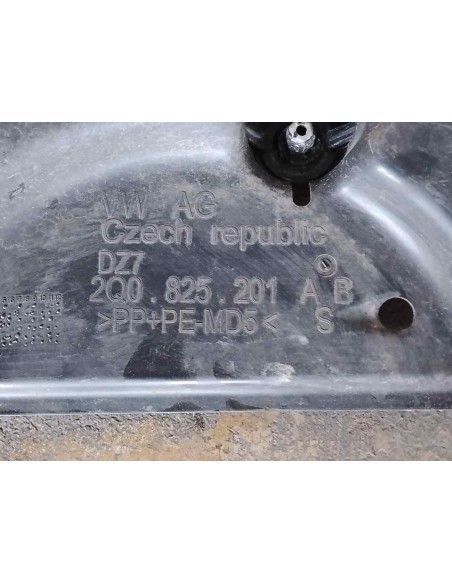 VW AG
Czech republic
DZ7
2Q0.825.201 A B
>PP+PE-MD5< S